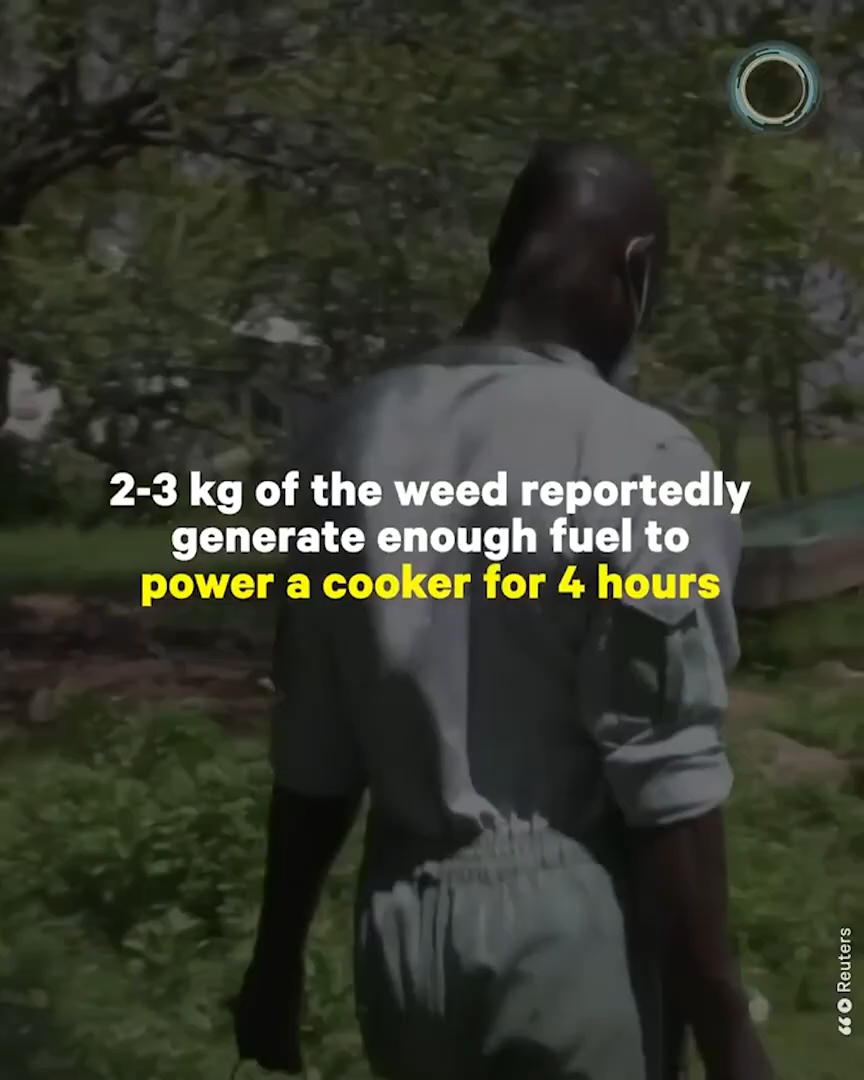 2-3 kg of the weed reportedly
generate enough fuel to
power a cooker for 4 hours
Reuters